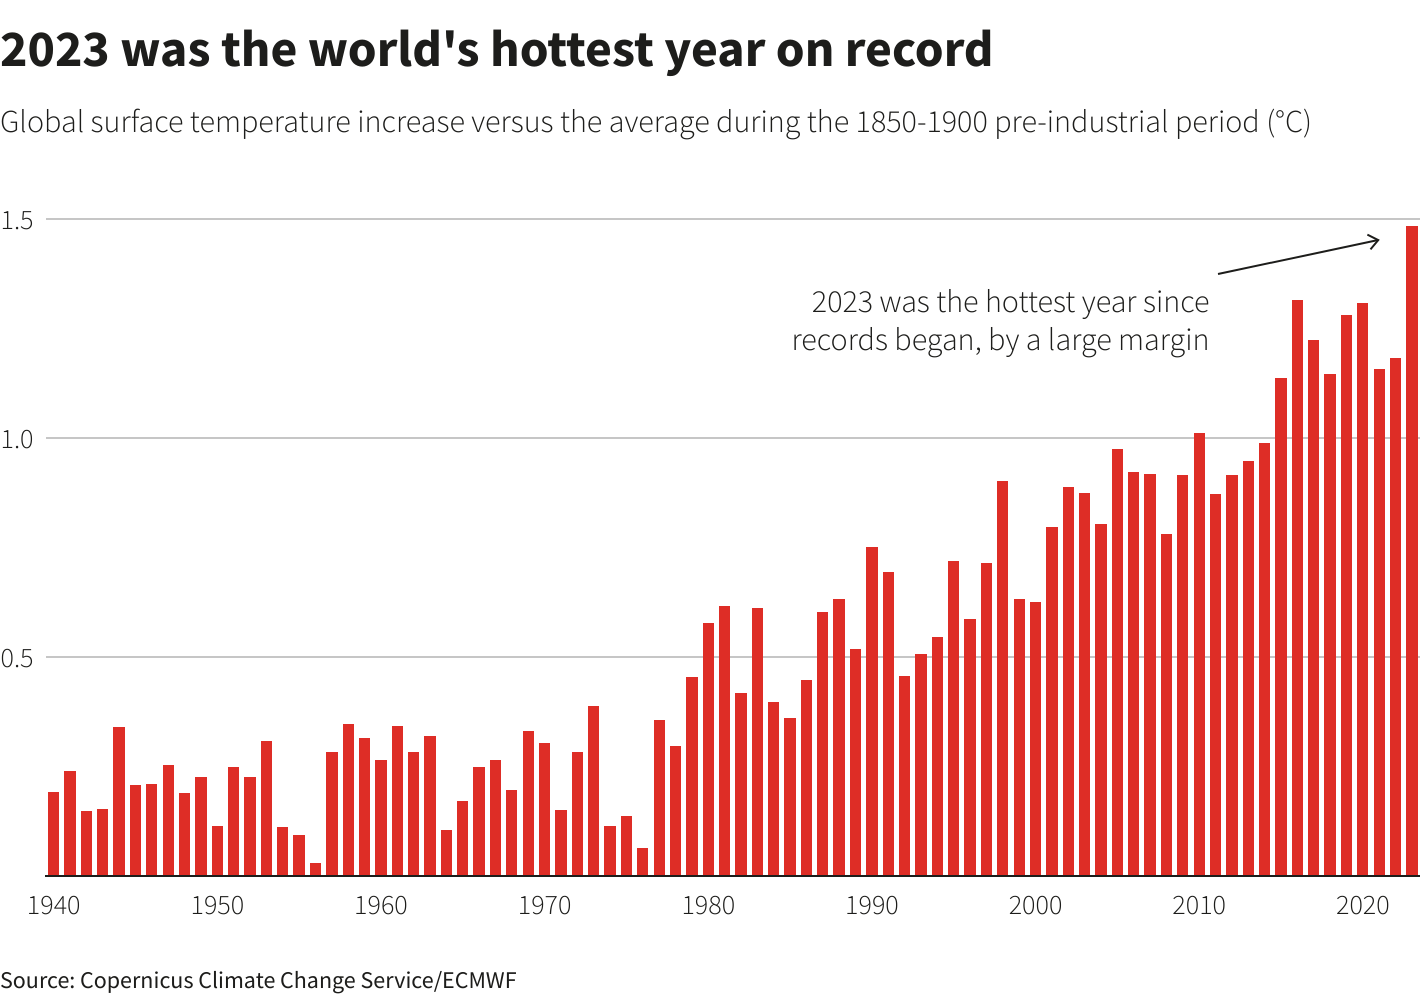 2023 was the world's hottest year on record
Global surface temperature increase versus the average during the 1850-1900 pre-industrial period (°C)
1.5
2023 was the hottest year since
records began, by a large margin
1.0
0.5
1940 1950 1960 1970 1980 1990 2000 2010 2020
Source: Copernicus Climate Change Service/ECMWF